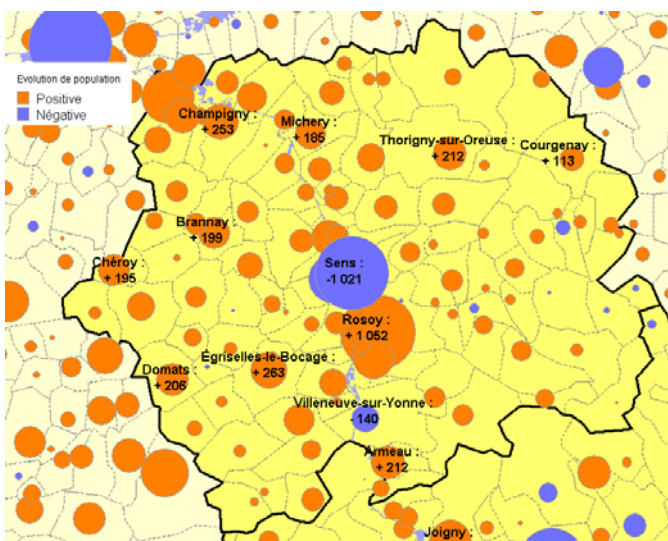 Evolution de population
Positive
Négative
Champigny :
+ 253
Michery :
+ 185
Thorigny-sur-Oreuse :
+ 212
Courgenay :
+ 113
Brannay :
+ 199
Chéroy :
+ 195
Sens :
-1 021
Rosoy :
+ 1 052
Égriselles-le-Bocage :
+ 263
Domats :
+ 206
Villeneuve-sur-Yonne :
- 140
Armeau :
+ 212
Joigny :